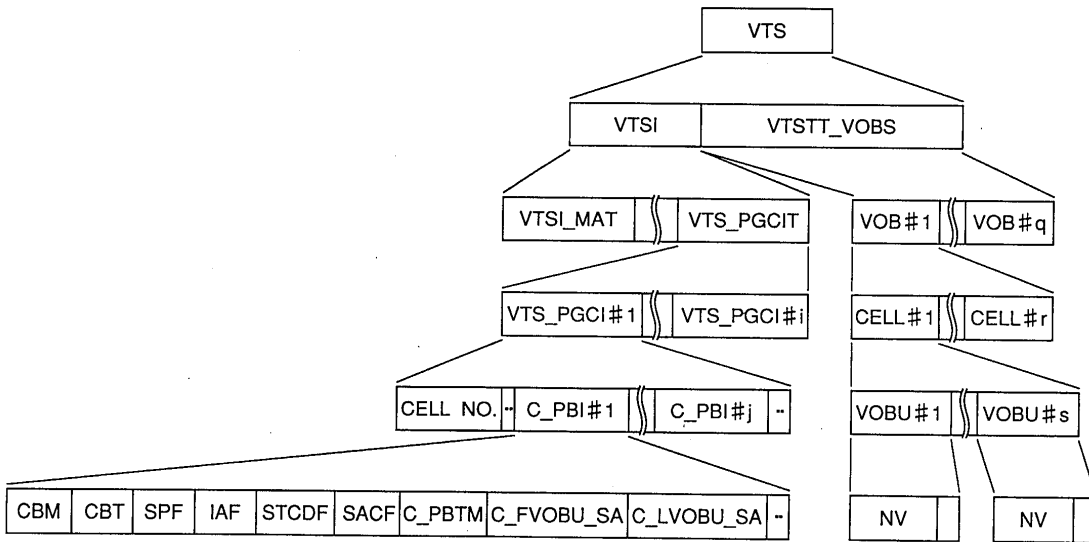 VTS
VTSI VTSTT_VOBS
VTSI_MAT VTS_PGCIT VOB#1 VOB#q
VTS_PGCI#1 VTS_PGCI#i CELL#1 CELL#r
CELL NO. ·· C_PBI#1 C_PBI#j ·· VOBU#1 VOBU#s
CBM CBT SPF IAF STCDF SACF C_PBTM C_FVOBU_SA C_LVOBU_SA ·· NV NV